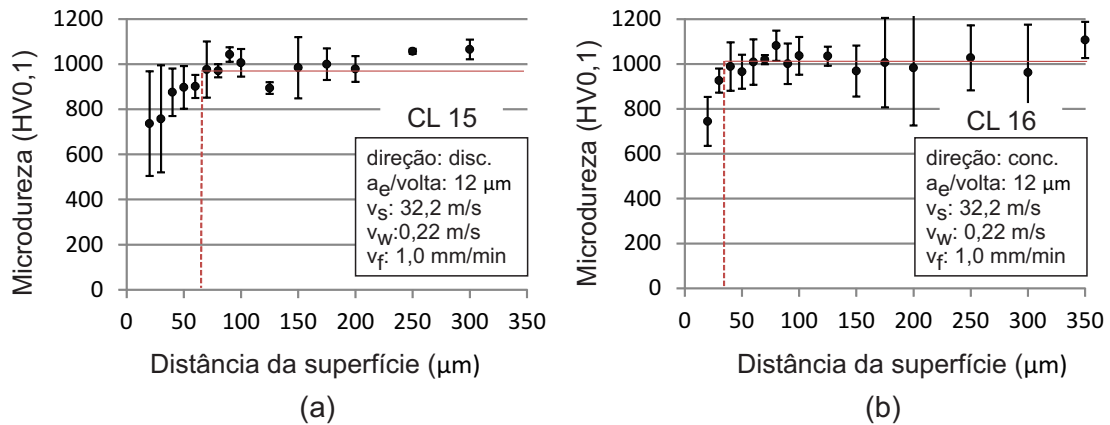 1200
1000
800
600
400
200
0
0 50 100 150 200 250 300 350
Microdureza (HV0,1)
Distância da superfície (µm)
CL 15
direção: disc.
ae/volta: 12 µm
vs: 32,2 m/s
vw:0,22 m/s
vf: 1,0 mm/min
(a)
1200
1000
800
600
400
200
0
0 50 100 150 200 250 300 350
Microdureza (HV0,1)
Distância da superfície (µm)
CL 16
direção: conc.
ae/volta: 12 µm
vs: 32,2 m/s
vw: 0,22 m/s
vf: 1,0 mm/min
(b)